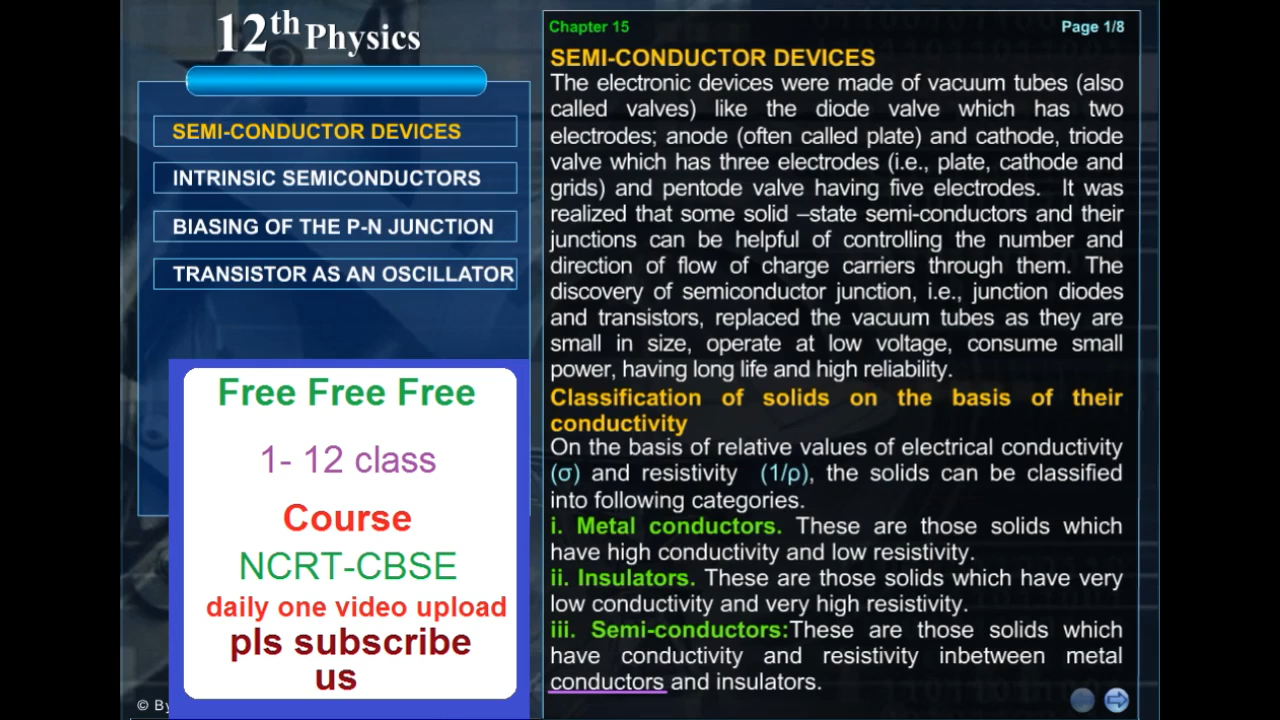 12th Physics
SEMI-CONDUCTOR DEVICES
INTRINSIC SEMICONDUCTORS
BIASING OF THE P-N JUNCTION
TRANSISTOR AS AN OSCILLATOR
Free Free Free
1- 12 class
Course
NCRT-CBSE
daily one video upload
pls subscribe
us
© By
Chapter 15
Page 1/8
SEMI-CONDUCTOR DEVICES
The electronic devices were made of vacuum tubes (also
called valves) like the diode valve which has two
electrodes; anode (often called plate) and cathode, triode
valve which has three electrodes (i.e., plate, cathode and
grids) and pentode valve having five electrodes. It was
realized that some solid –state semi-conductors and their
junctions can be helpful of controlling the number and
direction of flow of charge carriers through them. The
discovery of semiconductor junction, i.e., junction diodes
and transistors, replaced the vacuum tubes as they are
small in size, operate at low voltage, consume small
power, having long life and high reliability.
Classification of solids on the basis of their
conductivity
On the basis of relative values of electrical conductivity
(σ) and resistivity (1/ρ), the solids can be classified
into following categories.
i. Metal conductors. These are those solids which
have high conductivity and low resistivity.
ii. Insulators. These are those solids which have very
low conductivity and very high resistivity.
iii. Semi-conductors:These are those solids which
have conductivity and resistivity inbetween metal
conductors and insulators.